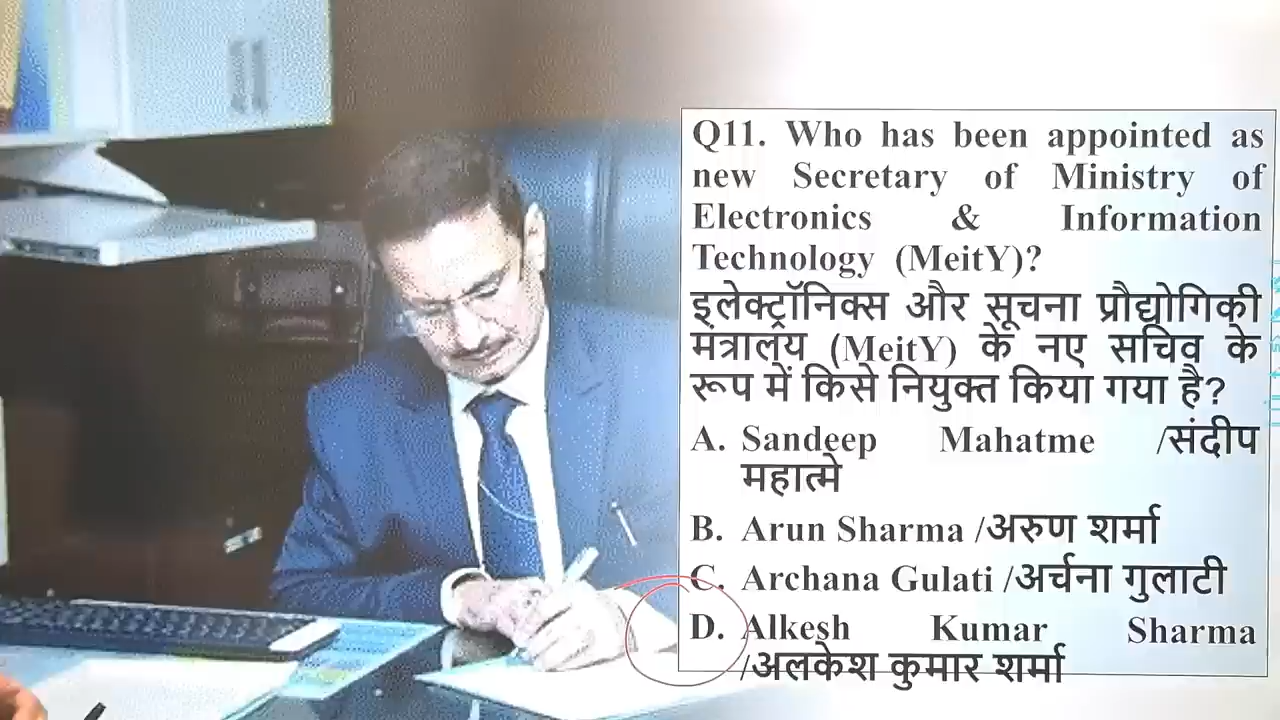 Q11. Who has been appointed as
new Secretary of Ministry of
Electronics & Information
Technology (MeitY)?
इलेक्ट्रॉनिक्स और सूचना प्रौद्योगिकी
मंत्रालय (MeitY) के नए सचिव के
रूप में किसे नियुक्त किया गया है?
A. Sandeep Mahatme /संदीप
महात्मे
B. Arun Sharma /अरुण शर्मा
C. Archana Gulati /अर्चना गुलाटी
D. Alkesh Kumar Sharma
/अलकेश कुमार शर्मा